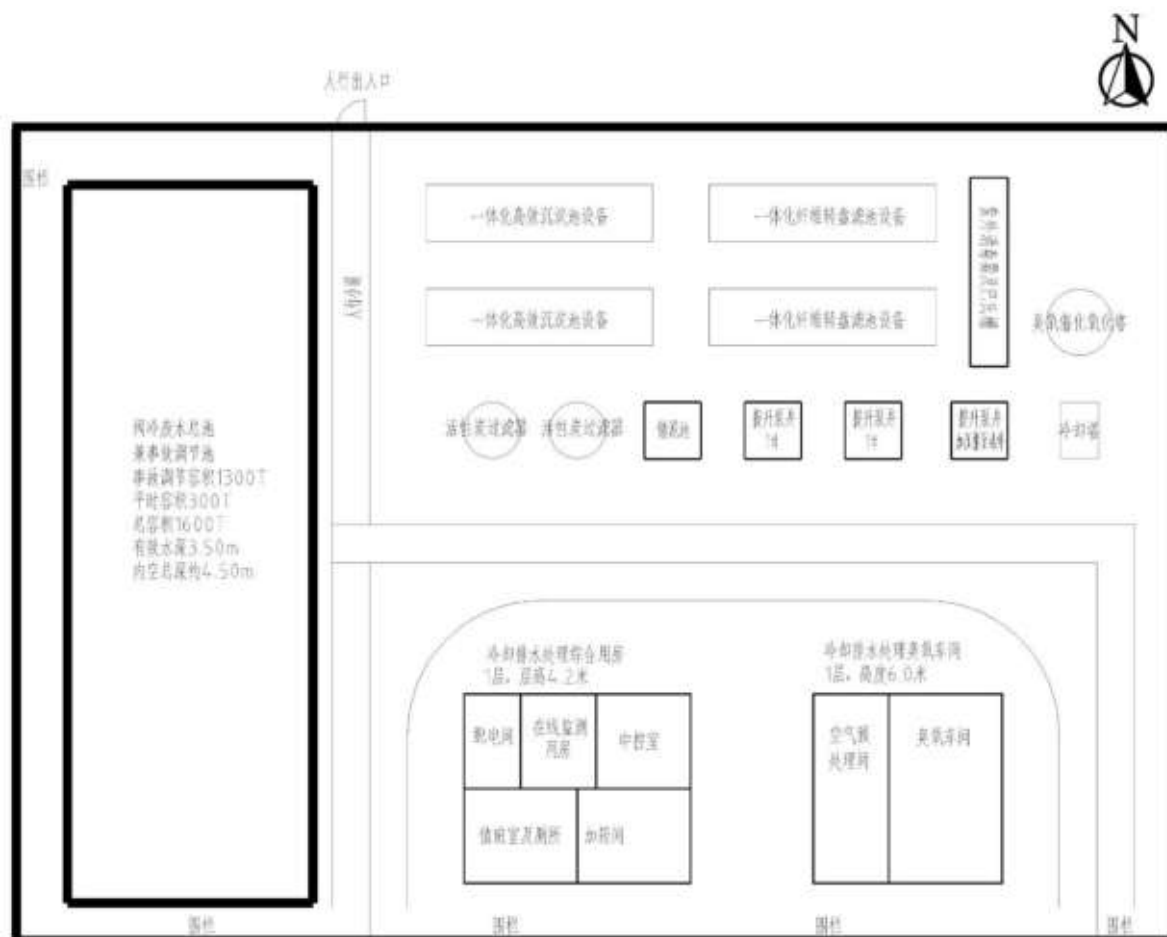 N
人行出入口
围栏
一体化高效沉淀池设备
一体化纤维转盘滤池设备
人行小道
一体化高效沉淀池设备
一体化纤维转盘滤池设备
臭氧催化氧化塔
活性炭过滤器
活性炭过滤器
储泥池
提升泵井
1#
提升泵井
1#
提升泵井
冷却塔
兼事故调节池
事故调节容积1300T
平时容积300T
总容积1600T
有效水深3.50m
内空总深约4.50m
冷却排水处理综合用房
1层，层高4.2米
冷却排水处理臭氧车间
1层，高度6.0米
配电间
在线监测
用房
中控室
空气预
处理间
臭氧车间
值班室及厕所
加药间
围栏
围栏
围栏
围栏